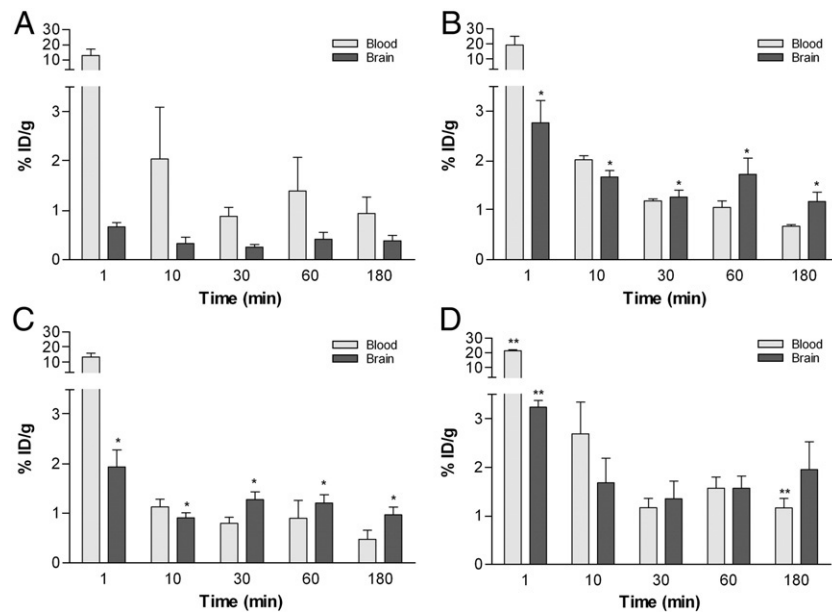 A
30
20
10
3
2
1
0
% ID/g
Blood
Brain
1 10 30 60 180
Time (min)
B
30
20
10
3
2
1
0
% ID/g
Blood
Brain
* * * * *
1 10 30 60 180
Time (min)
C
30
20
10
3
2
1
0
% ID/g
Blood
Brain
* * * * *
1 10 30 60 180
Time (min)
D
30
20
10
3
2
1
0
% ID/g
Blood
Brain
** ** **
1 10 30 60 180
Time (min)